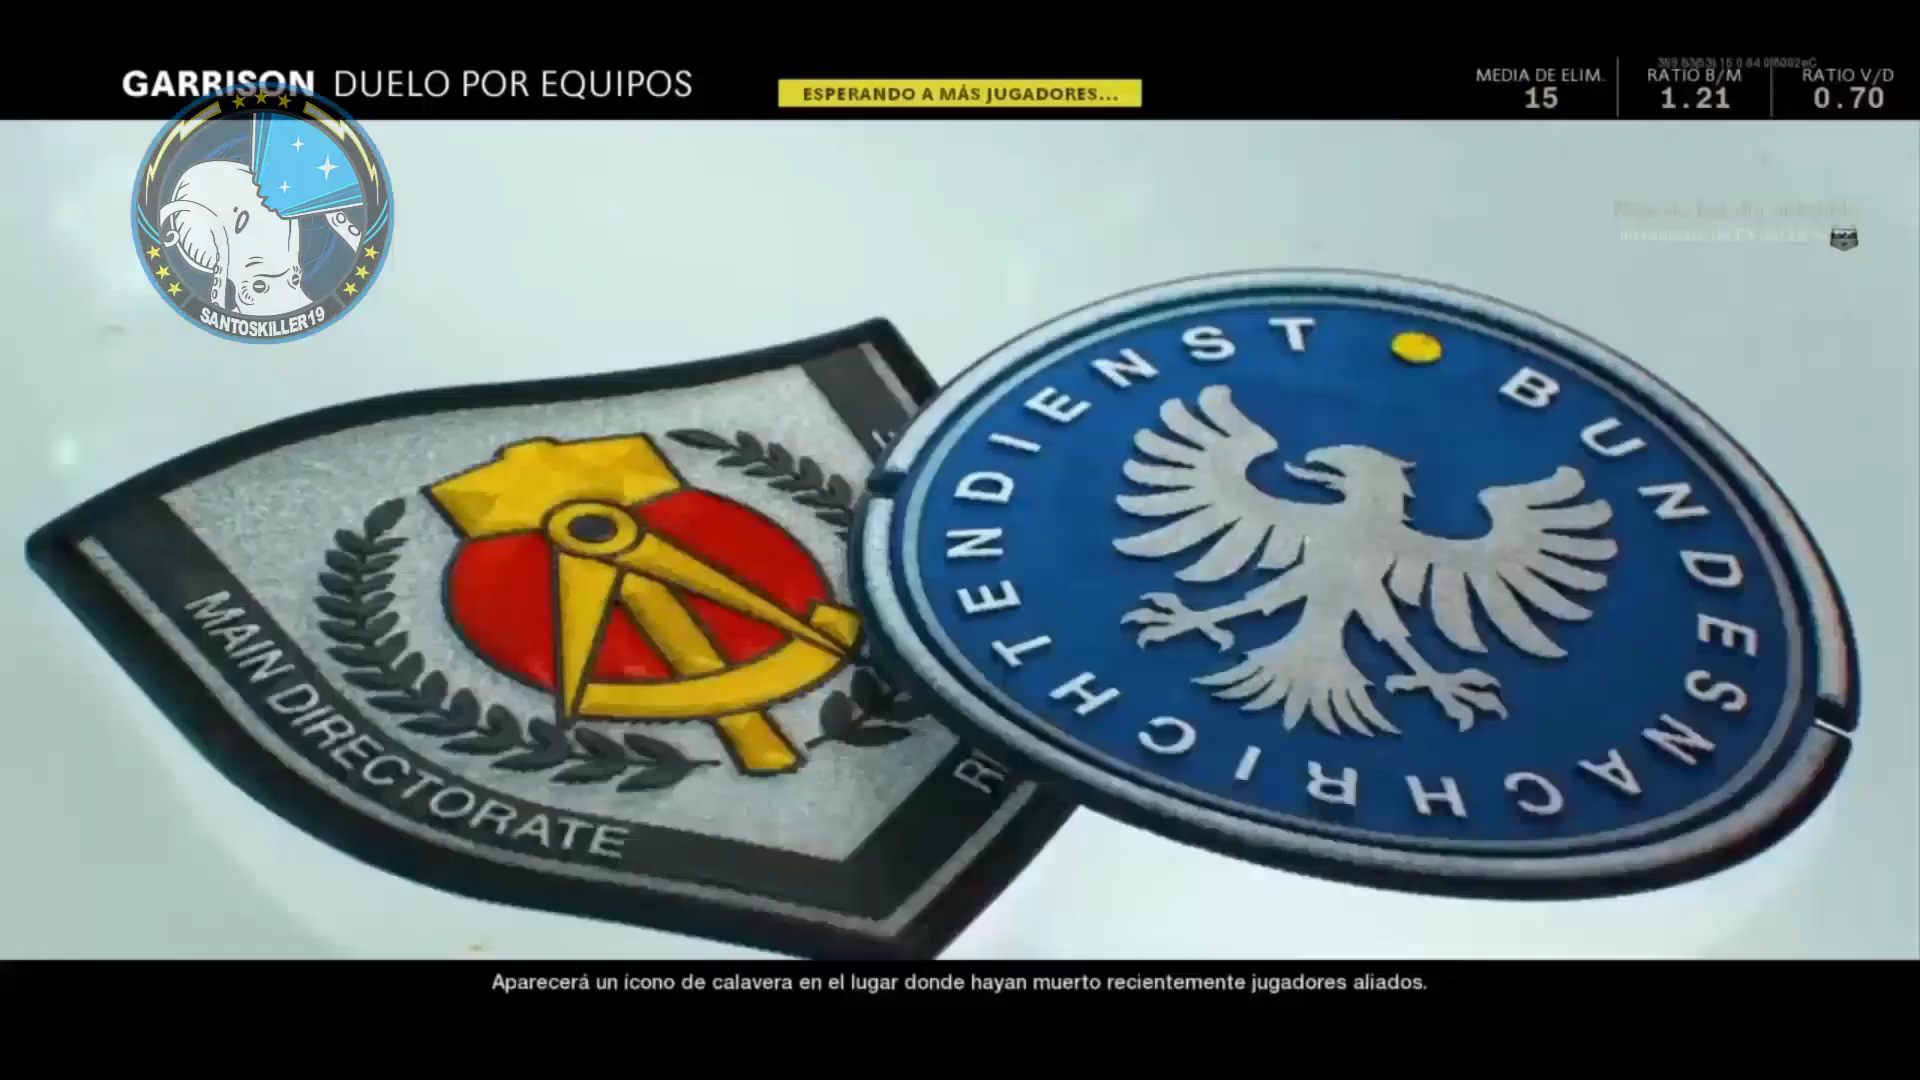 GARRISON DUELO POR EQUIPOS
ESPERANDO A MÁS JUGADORES...
MEDIA DE ELIM.
15
RATIO B/M
1.21
RATIO V/D
0.70
SANTOSKILLER19
BUNDESNACHRICHTENDIENST
MAIN DIRECTORATE
R
Aparecerá un ícono de calavera en el lugar donde hayan muerto recientemente jugadores aliados.